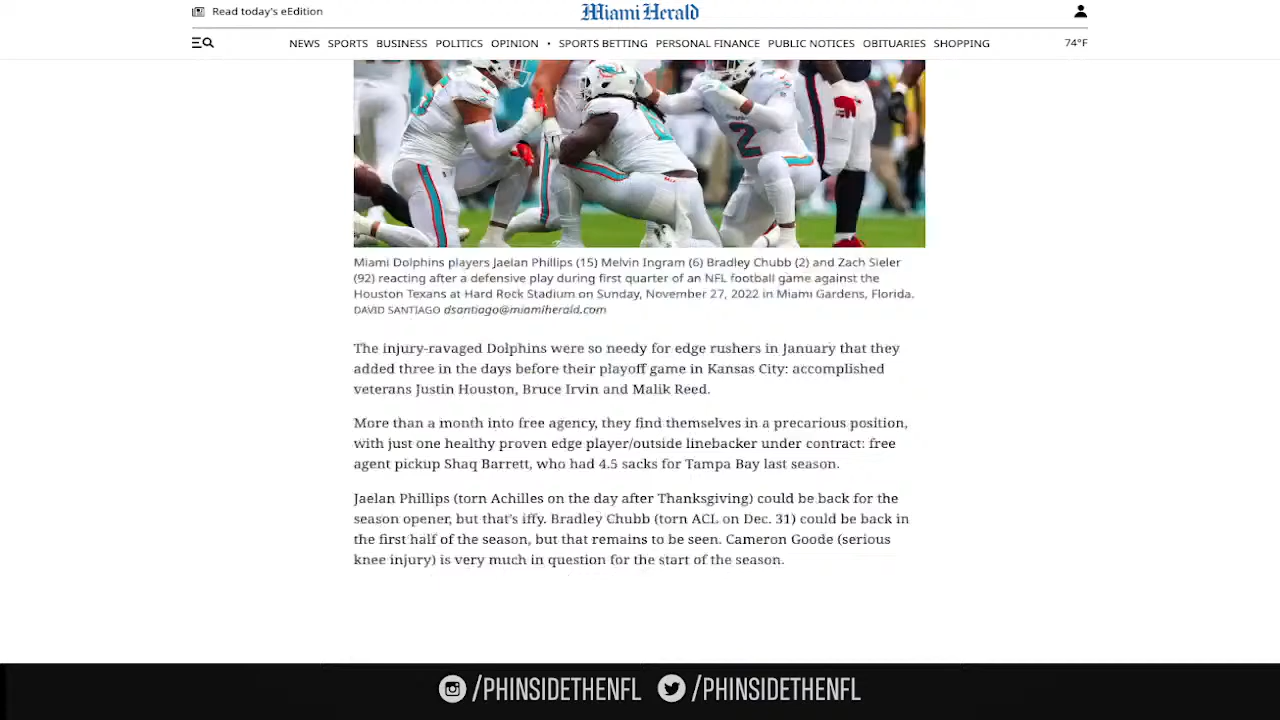 Read today's eEdition
Miami Herald
NEWS SPORTS BUSINESS POLITICS OPINION • SPORTS BETTING PERSONAL FINANCE PUBLIC NOTICES OBITUARIES SHOPPING 74°F
2
Miami Dolphins players Jaelan Phillips (15) Melvin Ingram (6) Bradley Chubb (2) and Zach Sieler
(92) reacting after a defensive play during first quarter of an NFL football game against the
Houston Texans at Hard Rock Stadium on Sunday, November 27, 2022 in Miami Gardens, Florida.
DAVID SANTIAGO dsantiago@miamiherald.com
The injury-ravaged Dolphins were so needy for edge rushers in January that they
added three in the days before their playoff game in Kansas City: accomplished
veterans Justin Houston, Bruce Irvin and Malik Reed.
More than a month into free agency, they find themselves in a precarious position,
with just one healthy proven edge player/outside linebacker under contract: free
agent pickup Shaq Barrett, who had 4.5 sacks for Tampa Bay last season.
Jaelan Phillips (torn Achilles on the day after Thanksgiving) could be back for the
season opener, but that's iffy. Bradley Chubb (torn ACL on Dec. 31) could be back in
the first half of the season, but that remains to be seen. Cameron Goode (serious
knee injury) is very much in question for the start of the season.
/PHINSIDETHENFL /PHINSIDETHENFL